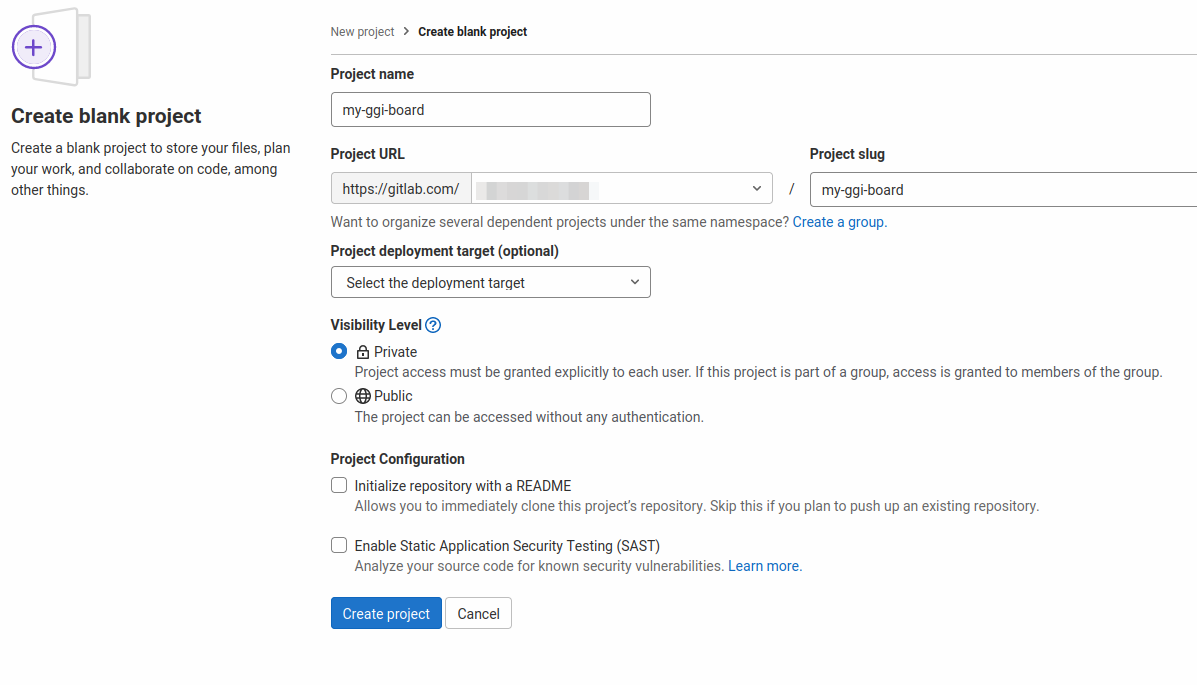 New project > Create blank project
Create blank project
Create a blank project to store your files, plan
your work, and collaborate on code, among
other things.
Project name
my-ggi-board
Project URL
Project slug
https://gitlab.com/
/
my-ggi-board
Want to organize several dependent projects under the same namespace? Create a group.
Project deployment target (optional)
Select the deployment target
Visibility Level ?
Private
Project access must be granted explicitly to each user. If this project is part of a group, access is granted to members of the group.
Public
The project can be accessed without any authentication.
Project Configuration
Initialize repository with a README
Allows you to immediately clone this project’s repository. Skip this if you plan to push up an existing repository.
Enable Static Application Security Testing (SAST)
Analyze your source code for known security vulnerabilities. Learn more.
Create project
Cancel